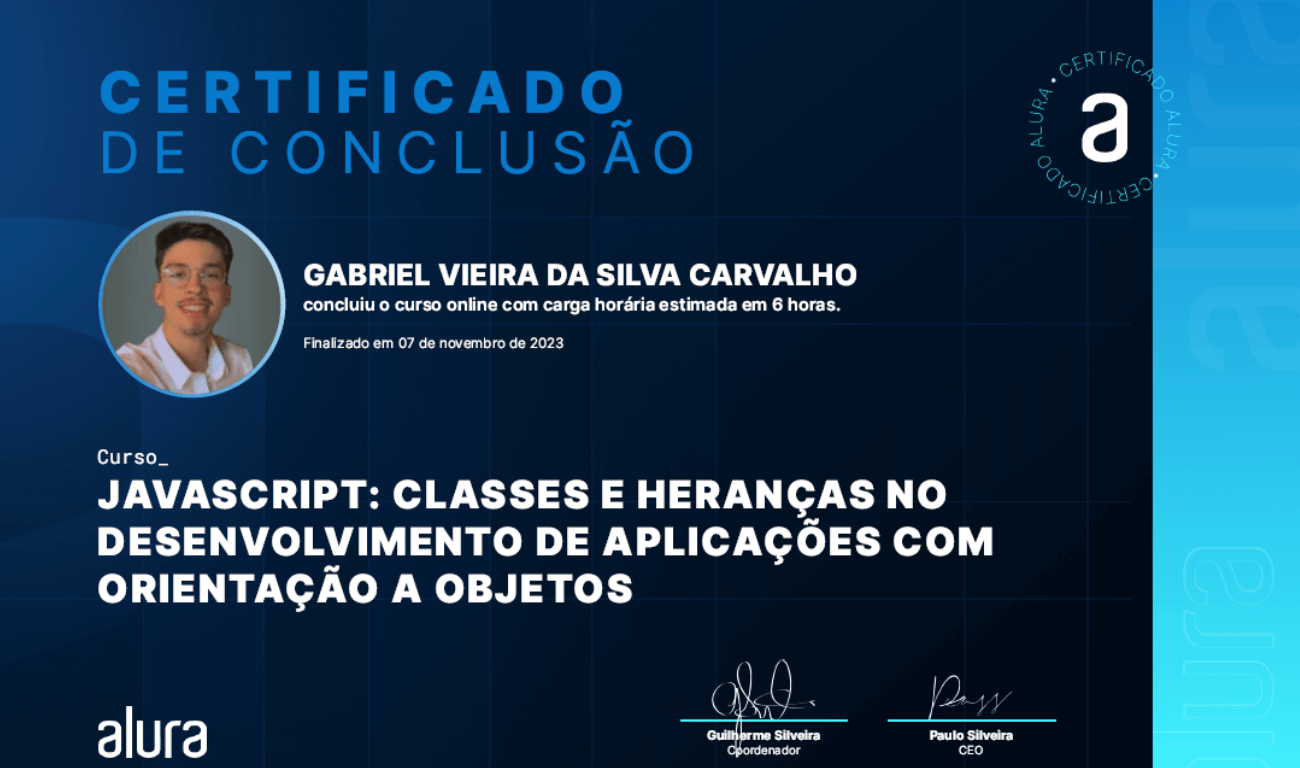 CERTIFICADO
DE CONCLUSÃO
CERTIFICADO ALURA • CERTIFICADO ALURA •
a
GABRIEL VIEIRA DA SILVA CARVALHO
concluiu o curso online com carga horária estimada em 6 horas.
Finalizado em 07 de novembro de 2023
Curso_
JAVASCRIPT: CLASSES E HERANÇAS NO
DESENVOLVIMENTO DE APLICAÇÕES COM
ORIENTAÇÃO A OBJETOS
alura
Guilherme Silveira
Coordenador
Paulo Silveira
CEO
alura